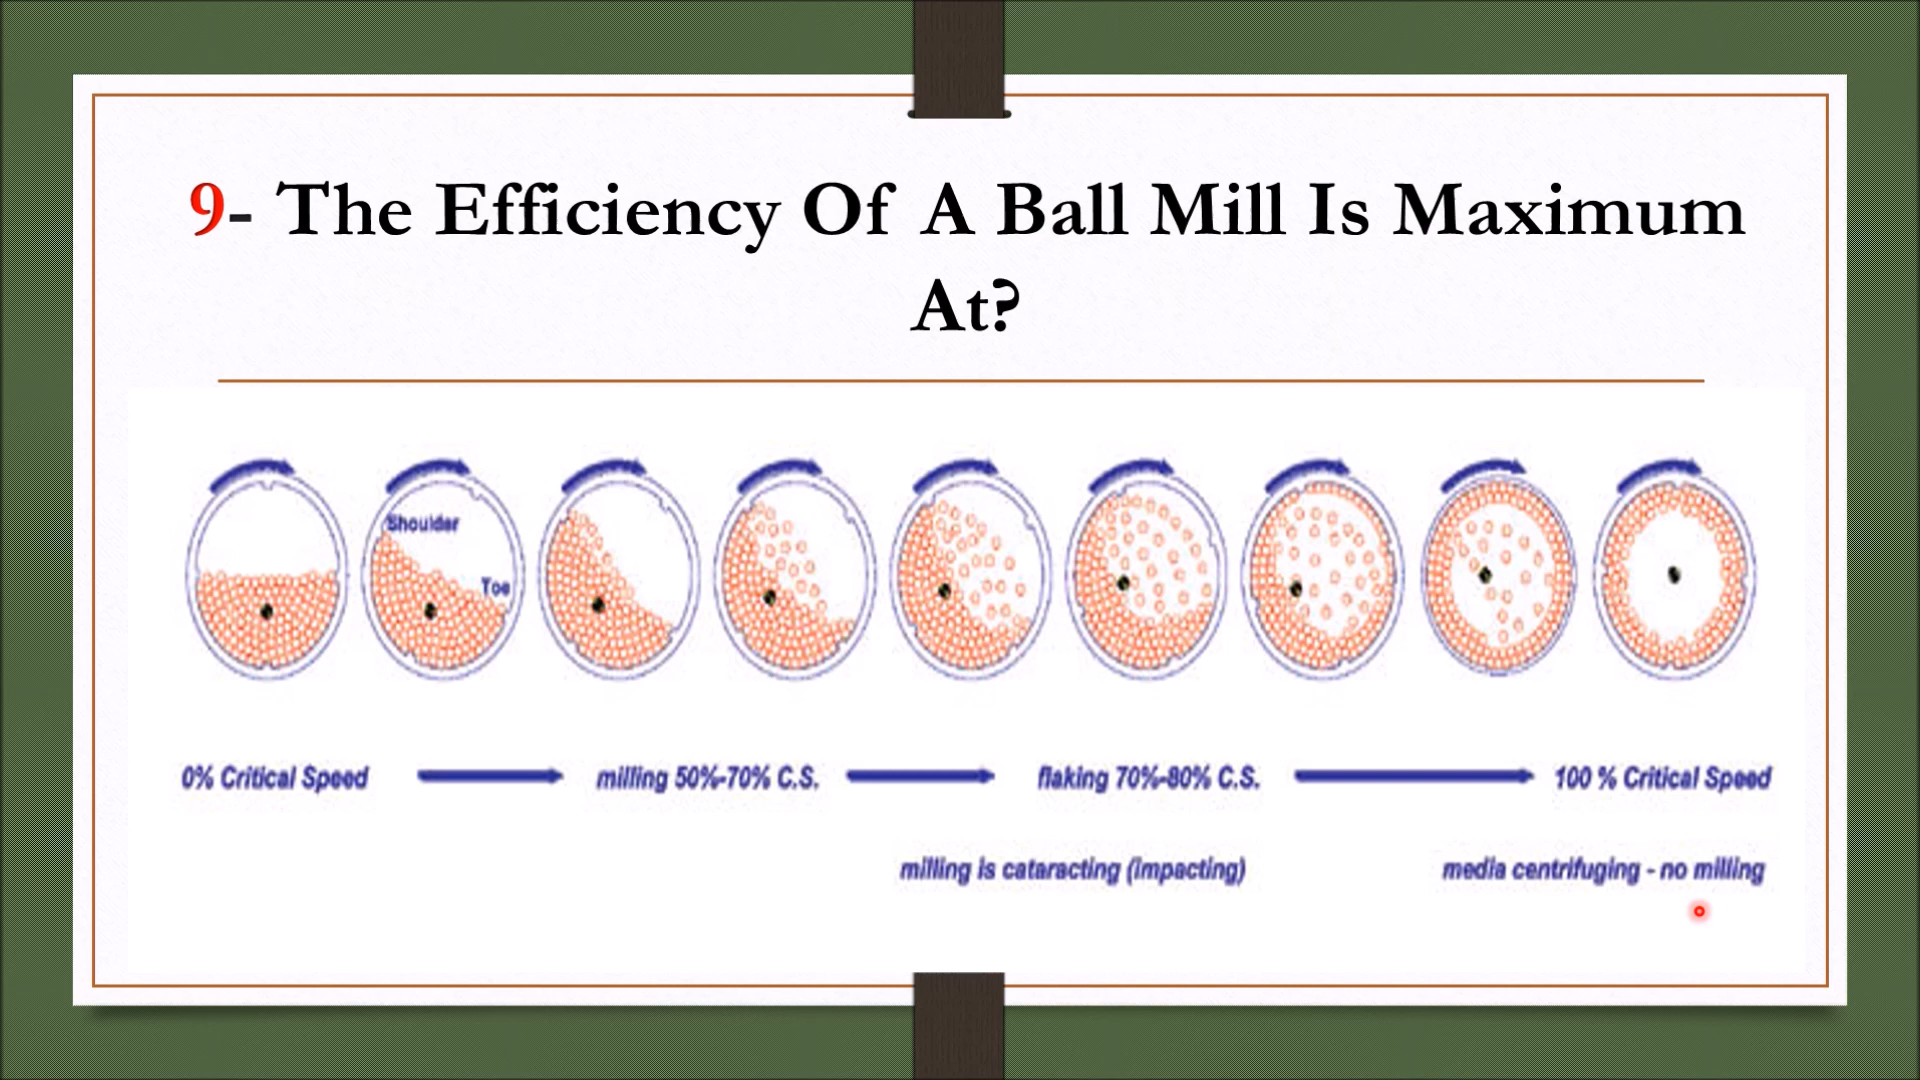 9- The Efficiency Of A Ball Mill Is Maximum
At?
Shoulder
Toe
0% Critical Speed
milling 50%-70% C.S.
flaking 70%-80% C.S.
100 % Critical Speed
milling is cataracting (impacting)
media centrifuging - no milling